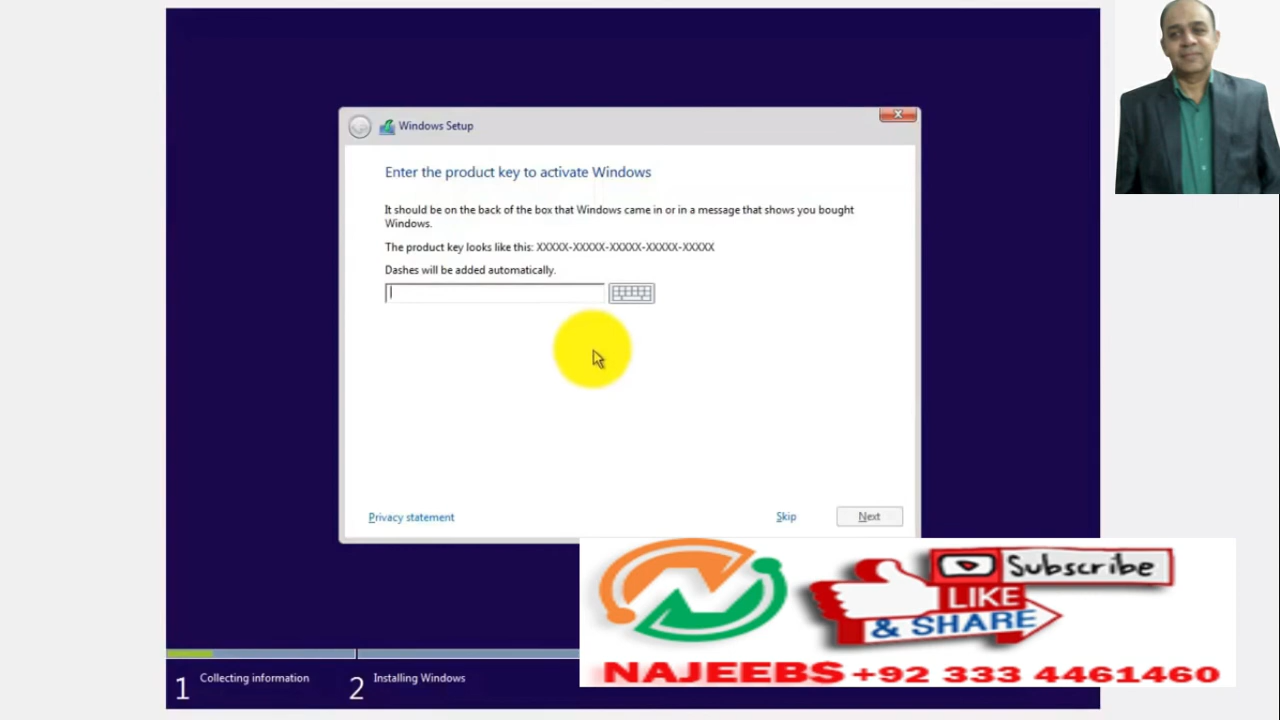 Windows Setup
Enter the product key to activate Windows
It should be on the back of the box that Windows came in or in a message that shows you bought
Windows.
The product key looks like this: XXXXX-XXXXX-XXXXX-XXXXX-XXXXX
Dashes will be added automatically.
Privacy statement
Skip
Next
Subscribe
LIKE
& SHARE
NAJEEBS +92 333 4461460
1 Collecting information
2 Installing Windows